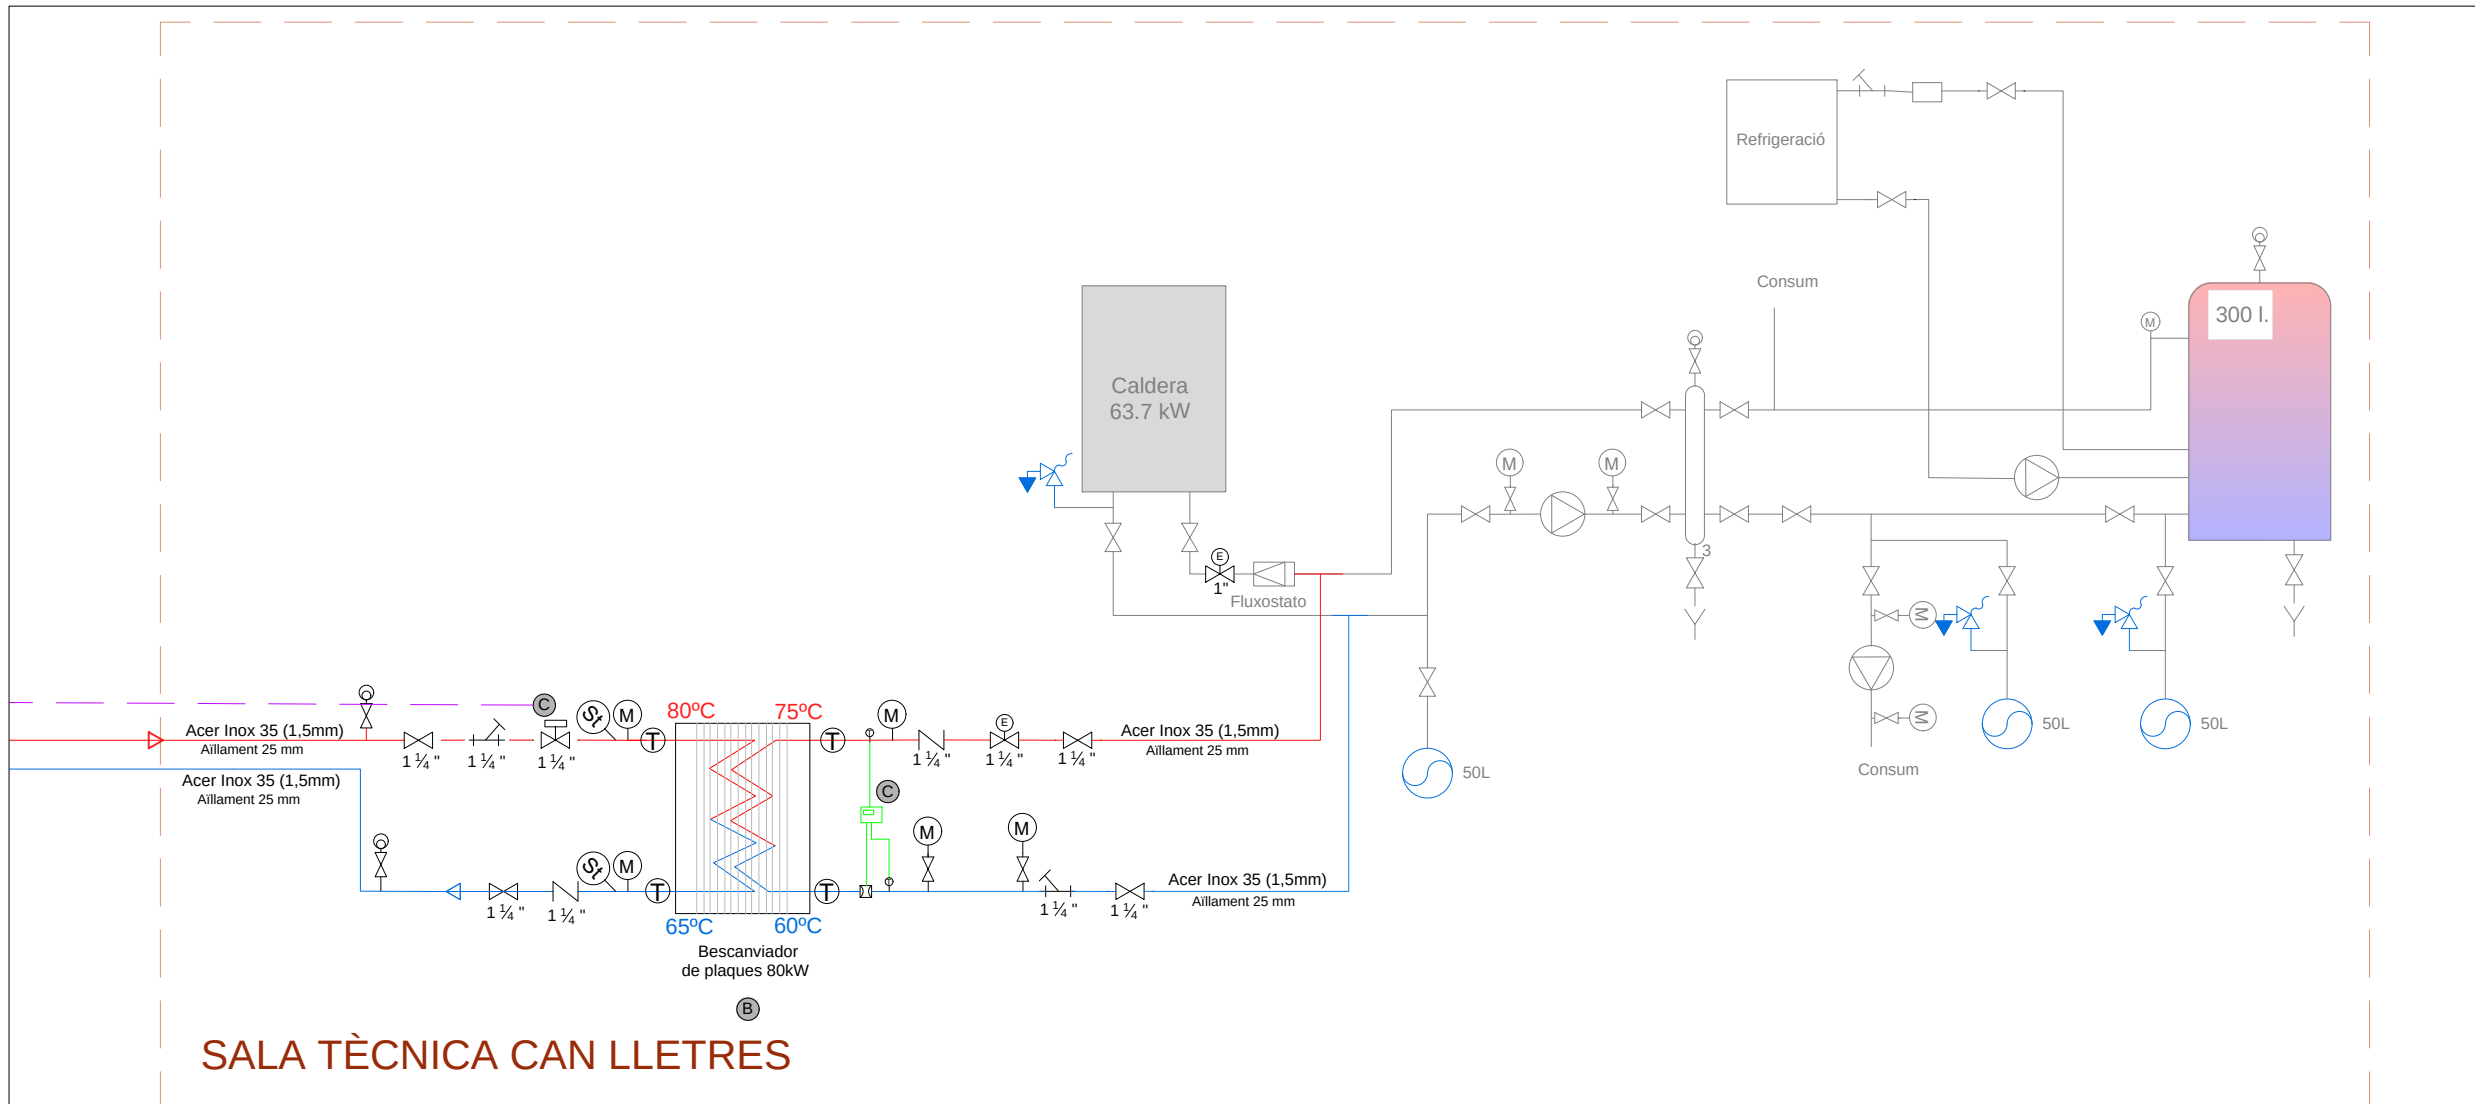 Refrigeració
Consum
300 l.
M
Caldera
63.7 kW
M
M
3
E
1"
Fluxostato
M
M
50L
50L
50L
Consum
C
St
M
80ºC
75ºC
M
E
Acer Inox 35 (1,5mm)
Aïllament 25 mm
T
T
T
Acer Inox 35 (1,5mm)
Aïllament 25 mm
1 ¼ "
1 ¼ "
1 ¼ "
1 ¼ "
1 ¼ "
1 ¼ "
Acer Inox 35 (1,5mm)
Aïllament 25 mm
C
M
M
St
M
T
T
T
Acer Inox 35 (1,5mm)
Aïllament 25 mm
1 ¼ "
1 ¼ "
1 ¼ "
1 ¼ "
65ºC
60ºC
Bescanviador
de plaques 80kW
B
SALA TÈCNICA CAN LLETRES